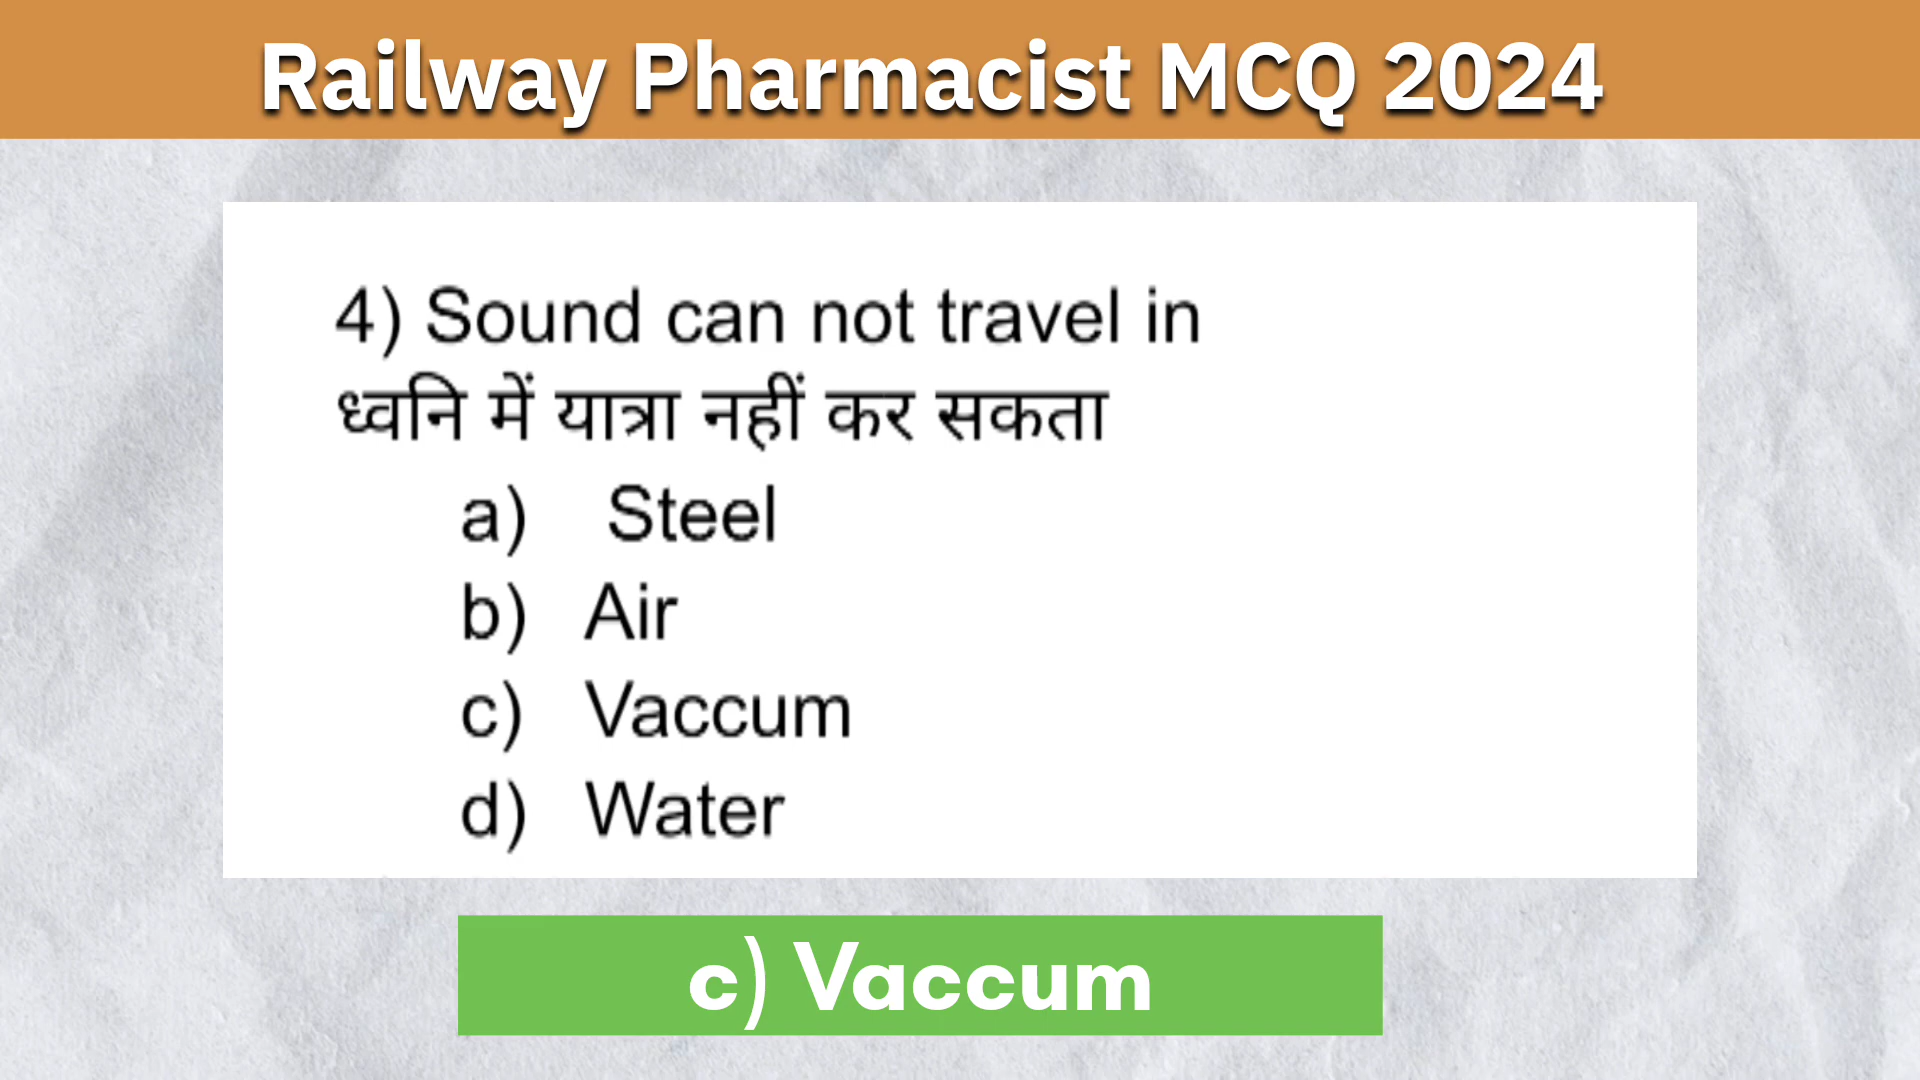 Railway Pharmacist MCQ 2024
4) Sound can not travel in
ध्वनि में यात्रा नहीं कर सकता
a) Steel
b) Air
c) Vaccum
d) Water
c) Vaccum